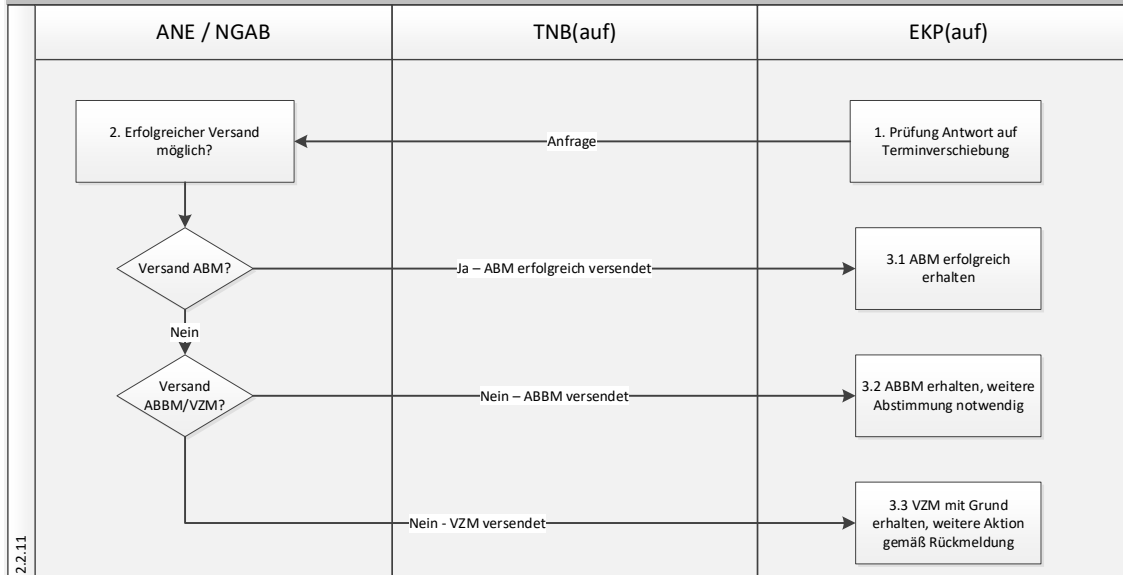 ANE / NGAB
TNB(auf)
EKP(auf)
2. Erfolgreicher Versand
möglich?
Anfrage
1. Prüfung Antwort auf
Terminverschiebung
Versand ABM?
Ja – ABM erfolgreich versendet
3.1 ABM erfolgreich
erhalten
Nein
Versand
ABBM/VZM?
Nein – ABBM versendet
3.2 ABBM erhalten, weitere
Abstimmung notwendig
Nein - VZM versendet
3.3 VZM mit Grund
erhalten, weitere Aktion
gemäß Rückmeldung
2.2.11